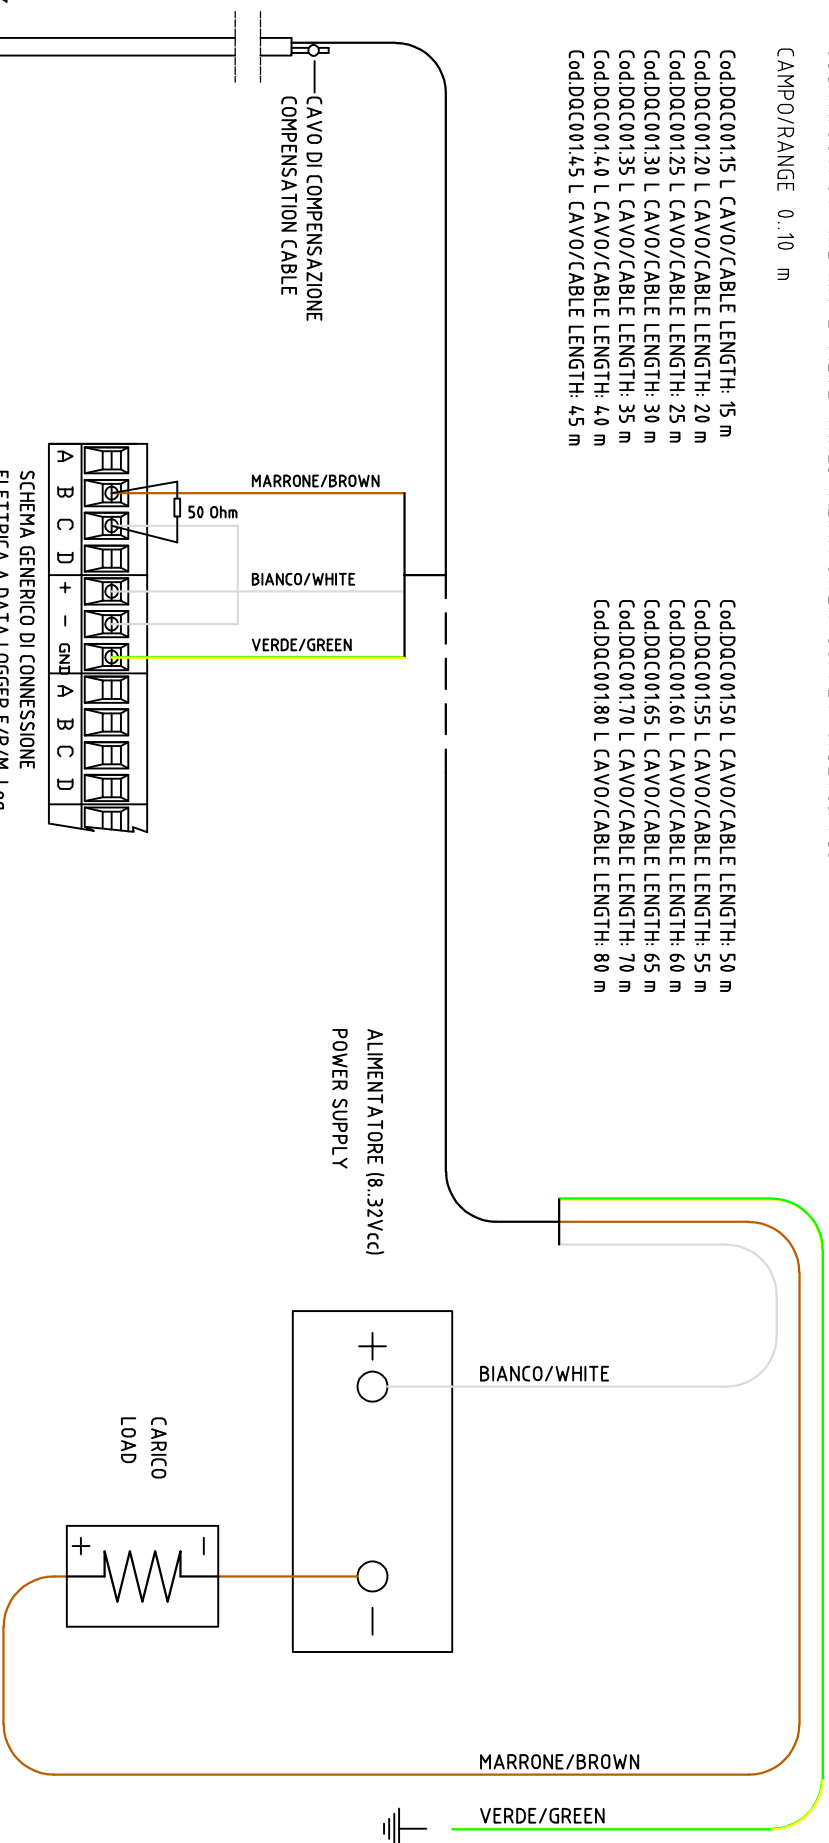 CAMPO/RANGE 0..10 m
Cod.DQC001.15 L CAVO/CABLE LENGTH: 15 m
Cod.DQC001.20 L CAVO/CABLE LENGTH: 20 m
Cod.DQC001.25 L CAVO/CABLE LENGTH: 25 m
Cod.DQC001.30 L CAVO/CABLE LENGTH: 30 m
Cod.DQC001.35 L CAVO/CABLE LENGTH: 35 m
Cod.DQC001.40 L CAVO/CABLE LENGTH: 40 m
Cod.DQC001.45 L CAVO/CABLE LENGTH: 45 m
Cod.DQC001.50 L CAVO/CABLE LENGTH: 50 m
Cod.DQC001.55 L CAVO/CABLE LENGTH: 55 m
Cod.DQC001.60 L CAVO/CABLE LENGTH: 60 m
Cod.DQC001.65 L CAVO/CABLE LENGTH: 65 m
Cod.DQC001.70 L CAVO/CABLE LENGTH: 70 m
Cod.DQC001.80 L CAVO/CABLE LENGTH: 80 m
CAVO DI COMPENSAZIONE
COMPENSATION CABLE
MARRONE/BROWN
50 Ohm
BIANCO/WHITE
VERDE/GREEN
A B C D + - GND A B C D
SCHEMA GENERICO DI CONNESSIONE
ELETTRICA A DATA LOGGER E/R/M-Log
ALIMENTATORE (8..32Vcc)
POWER SUPPLY
+
-
BIANCO/WHITE
CARICO
LOAD
+
-
MARRONE/BROWN
VERDE/GREEN